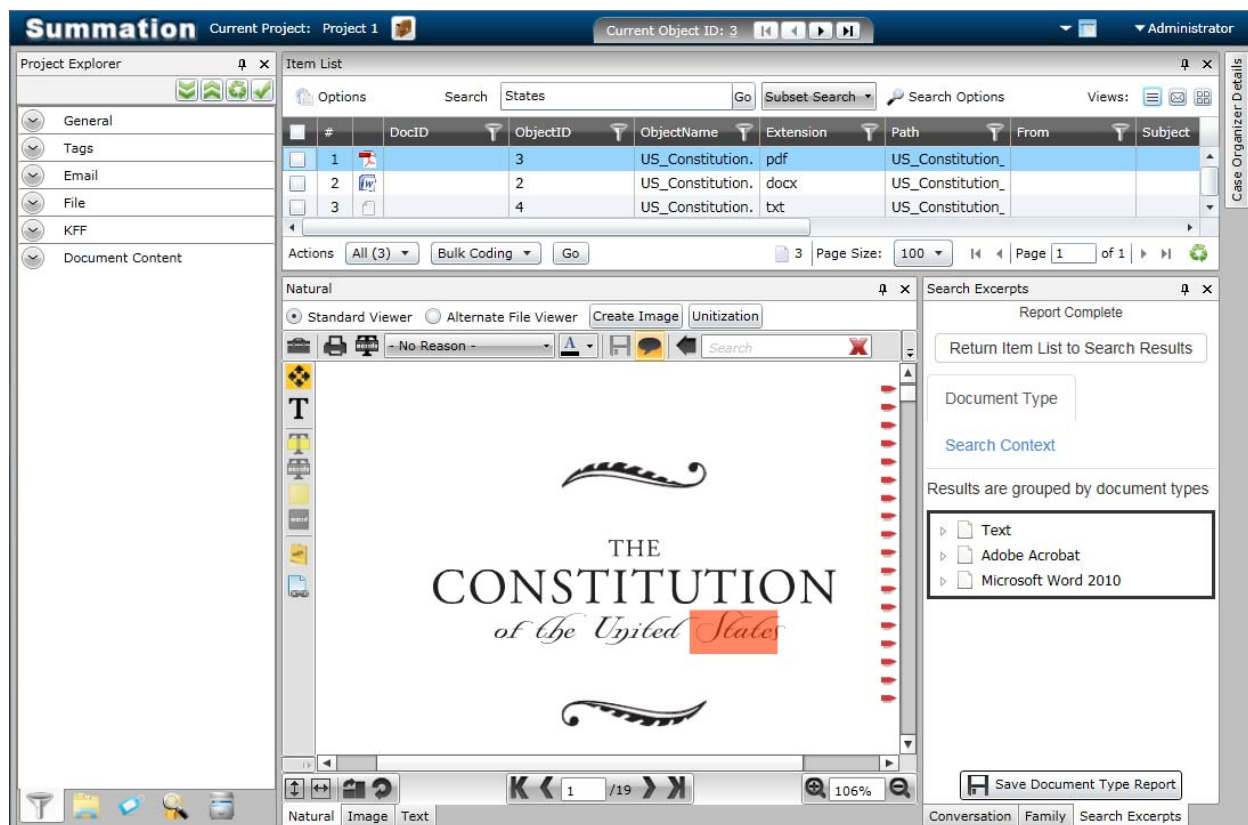 Summation Current Project: Project 1 Current Object ID: 3 Administrator
Project Explorer
General
Tags
Email
File
KFF
Document Content
Item List
Options Search States Go Subset Search Search Options Views:
# DocID ObjectID ObjectName Extension Path From Subject
1 3 US_Constitution. pdf US_Constitution_
2 2 US_Constitution. docx US_Constitution_
3 4 US_Constitution. txt US_Constitution_
Actions All (3) Bulk Coding Go 3 Page Size: 100 Page 1 of 1
Case Organizer Details
Natural
Standard Viewer Alternate File Viewer Create Image Unitization
- No Reason - A Search
T
THE
CONSTITUTION
of the United States
1 /19 106%
Natural Image Text
Search Excerpts
Report Complete
Return Item List to Search Results
Document Type
Search Context
Results are grouped by document types
Text
Adobe Acrobat
Microsoft Word 2010
Save Document Type Report
Conversation Family Search Excerpts